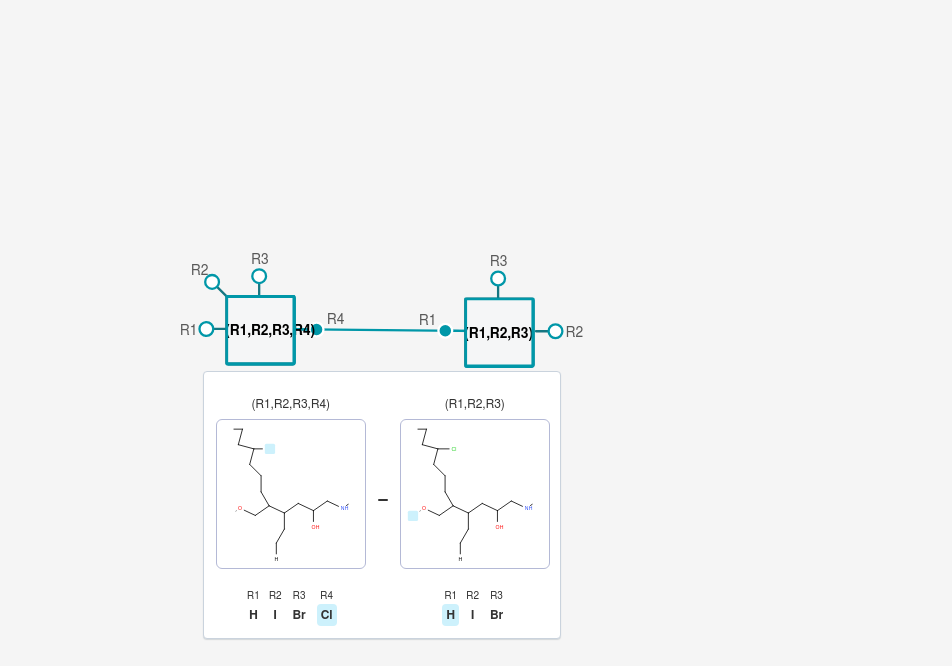 R2 R3 R3
R1 (R1,R2,R3,R4) R4 R1 (R1,R2,R3) R2
(R1,R2,R3,R4) (R1,R2,R3)
Cl
O O
NH NH
OH OH
H H
R1 R2 R3 R4 R1 R2 R3
H I Br Cl H I Br